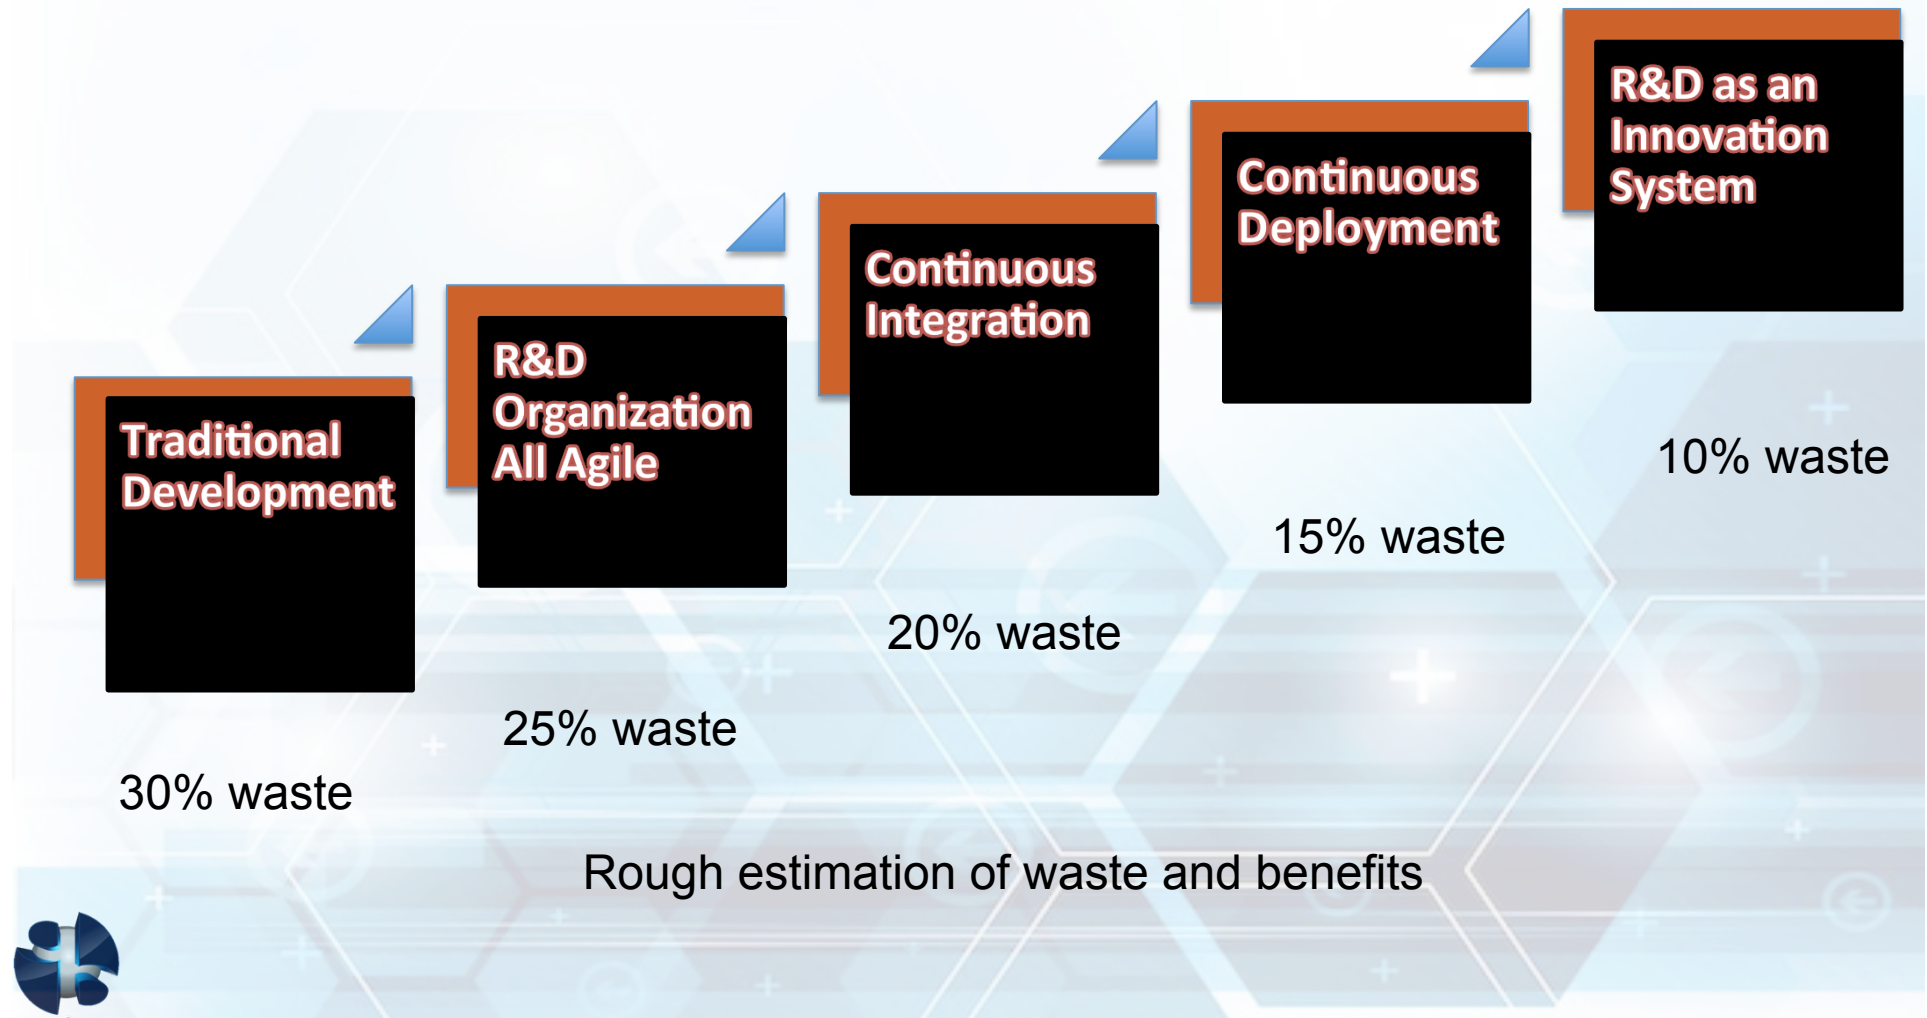 Traditional
Development
30% waste
R&D
Organization
All Agile
25% waste
Continuous
Integration
20% waste
Continuous
Deployment
15% waste
R&D as an
Innovation
System
10% waste
Rough estimation of waste and benefits